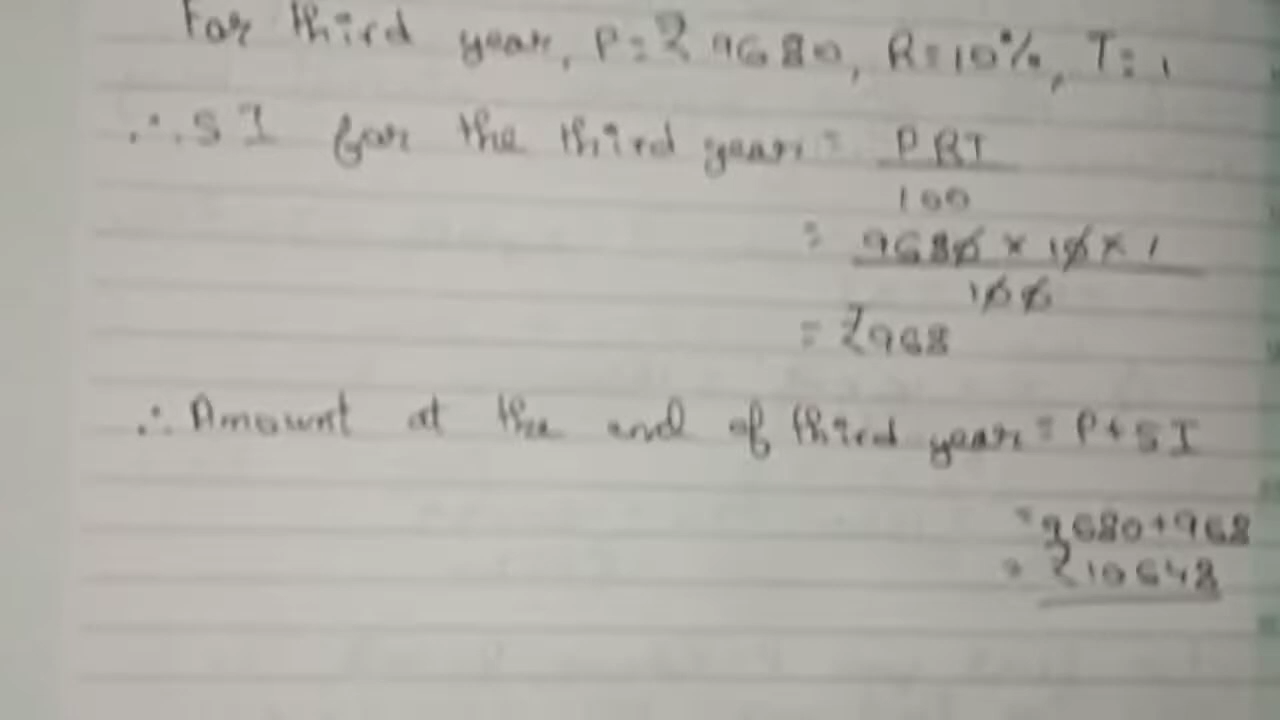 For third year, P = ₹ 9680, R = 10%, T = 1
∴ SI for the third year = PRT
100
= 9680 × 10 × 1
100
= ₹968
∴ Amount at the end of third year = P + SI
= 9680 + 968
= ₹10648